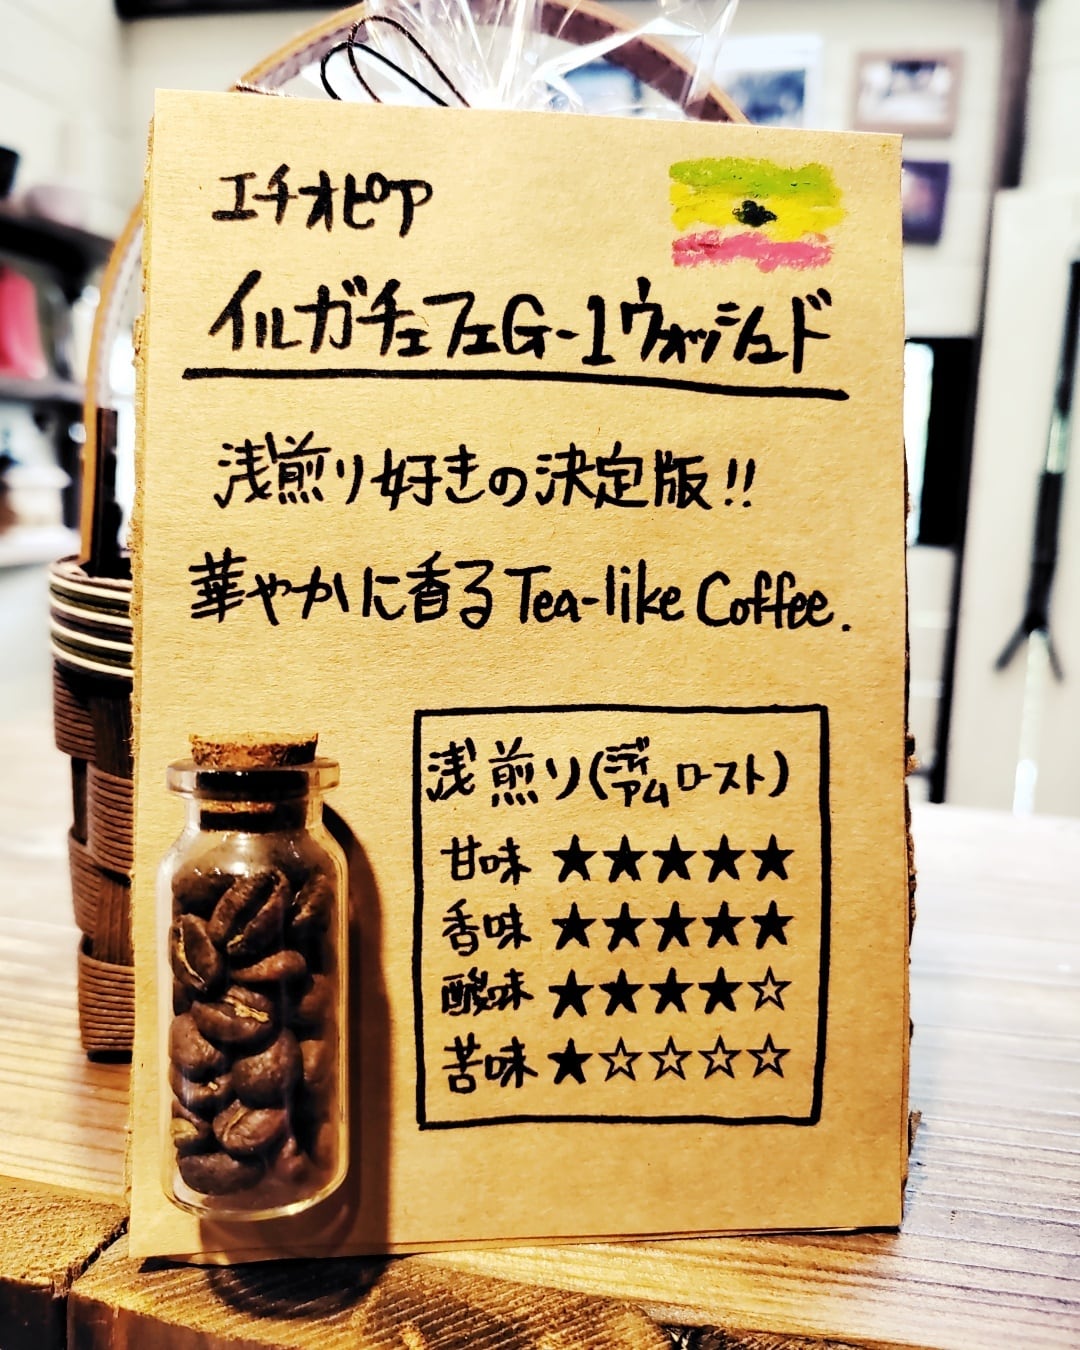 エチオピア
イルガチェフェG-1ウォッシュド
浅煎り好きの決定版!!
華やかに香るTea-like Coffee.
浅煎り(ミディアムロースト)
甘味 ★★★★★
香味 ★★★★★
酸味 ★★★★☆
苦味 ★☆☆☆☆